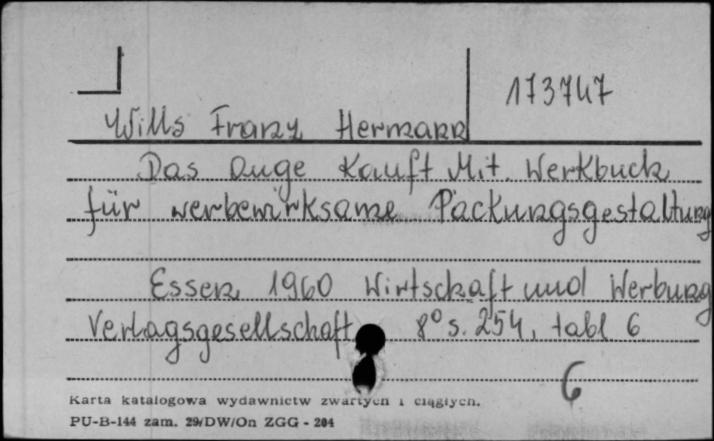 173747
Wills Franz Hermann
Das Auge Kauft Mit. Werkbuch
für werbewirksame Packungsgestaltung
Essen 1960 Wirtschaft und Werbung
Verlagsgesellschaft 8° s. 254, tabl 6
6
Karta katalogowa wydawnictw zwartych i ciągłych.
PU-B-144 zam. 29/DW/On ZGG - 204